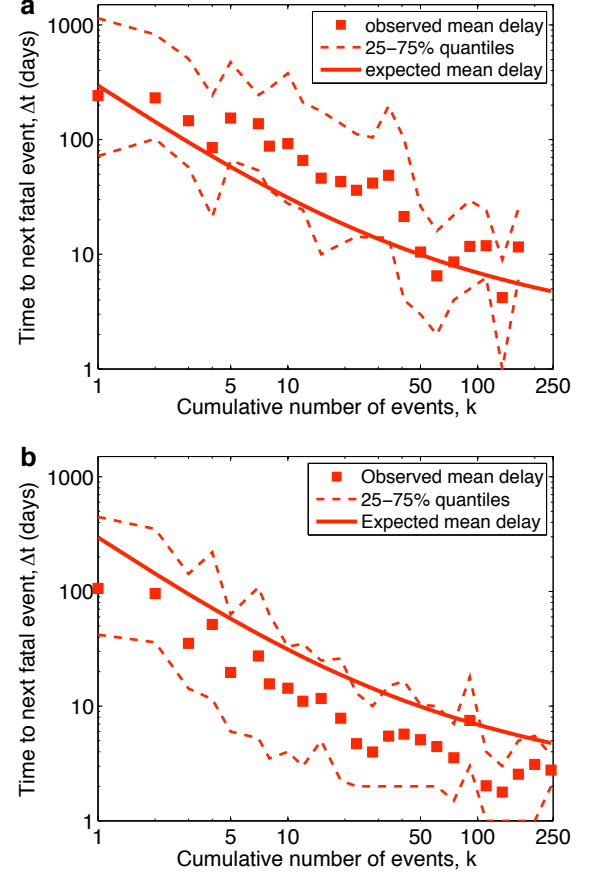 a
1000
100
10
1
Time to next fatal event, Δt (days)
observed mean delay
25−75% quantiles
expected mean delay
1 5 10 50 100 250
Cumulative number of events, k
b
1000
100
10
1
Time to next fatal event, Δt (days)
Observed mean delay
25−75% quantiles
Expected mean delay
1 5 10 50 100 250
Cumulative number of events, k